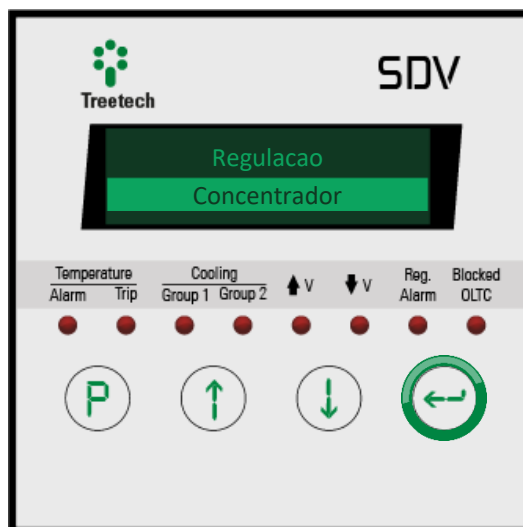 Treetech
SDV
Regulacao
Concentrador
Temperature Cooling V V Reg. Blocked
Alarm Trip Group 1 Group 2 Alarm OLTC
P